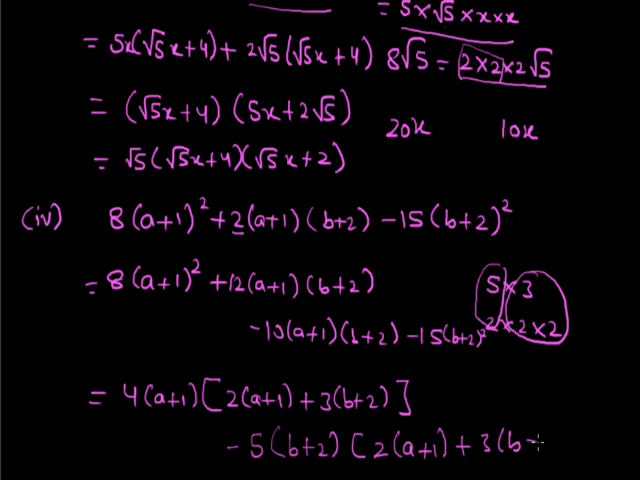 = 5×√5×x×x
= 5x(√5x+4) + 2√5(√5x+4) 8√5 = 2×2×2√5
= (√5x+4) (5x+2√5)
20x 10x
= √5(√5x+4)(√5x+2)
(iv) 8(a+1)² + 2(a+1)(b+2) -15(b+2)²
= 8(a+1)² +12(a+1)(b+2)
5×3
-10(a+1)(b+2) -15(b+2)²
2×2×2
= 4(a+1)[2(a+1) + 3(b+2)]
- 5(b+2)[2(a+1) + 3(b-